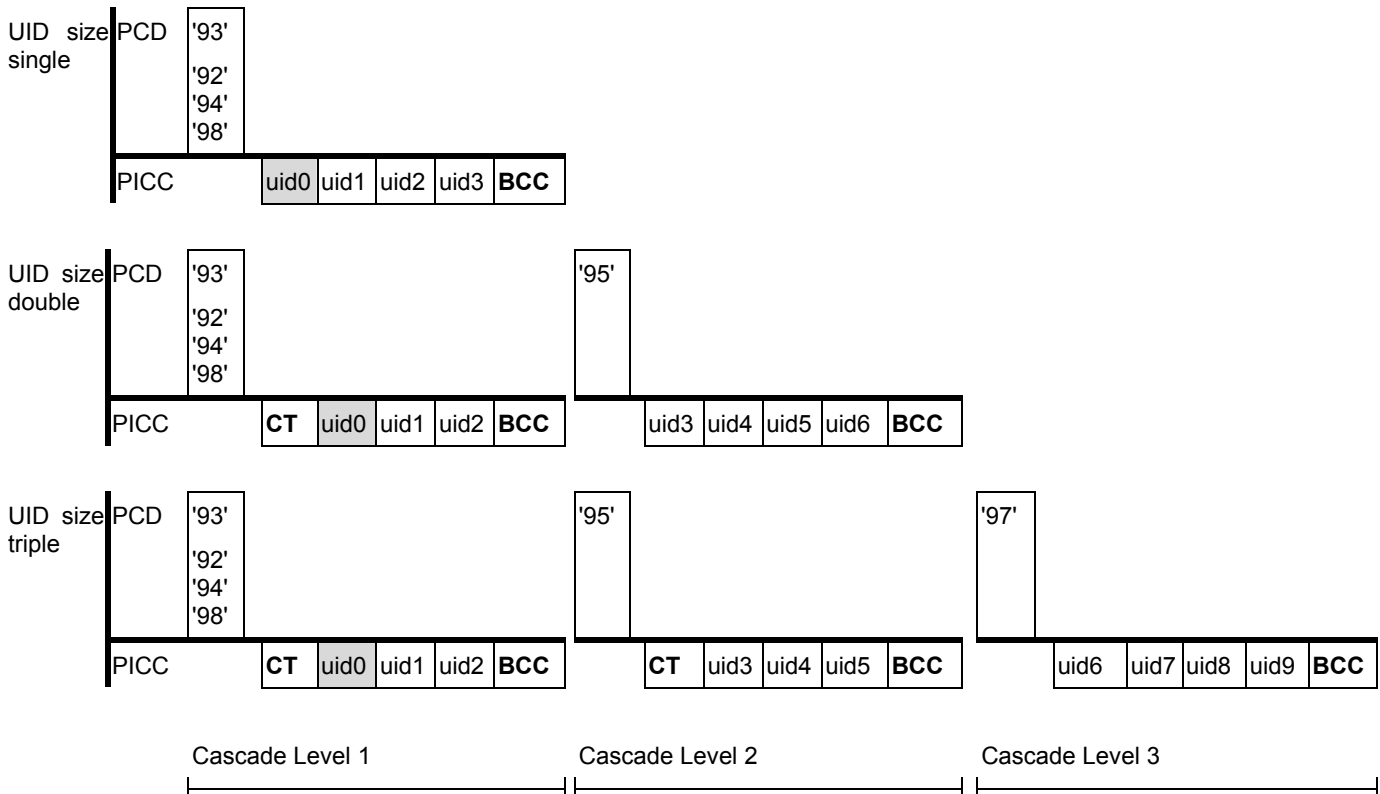 UID size PCD '93'
single
'92'
'94'
'98'
PICC uid0 uid1 uid2 uid3 BCC
UID size PCD '93' '95'
double
'92'
'94'
'98'
PICC CT uid0 uid1 uid2 BCC uid3 uid4 uid5 uid6 BCC
UID size PCD '93' '95' '97'
triple
'92'
'94'
'98'
PICC CT uid0 uid1 uid2 BCC CT uid3 uid4 uid5 BCC uid6 uid7 uid8 uid9 BCC
Cascade Level 1 Cascade Level 2 Cascade Level 3